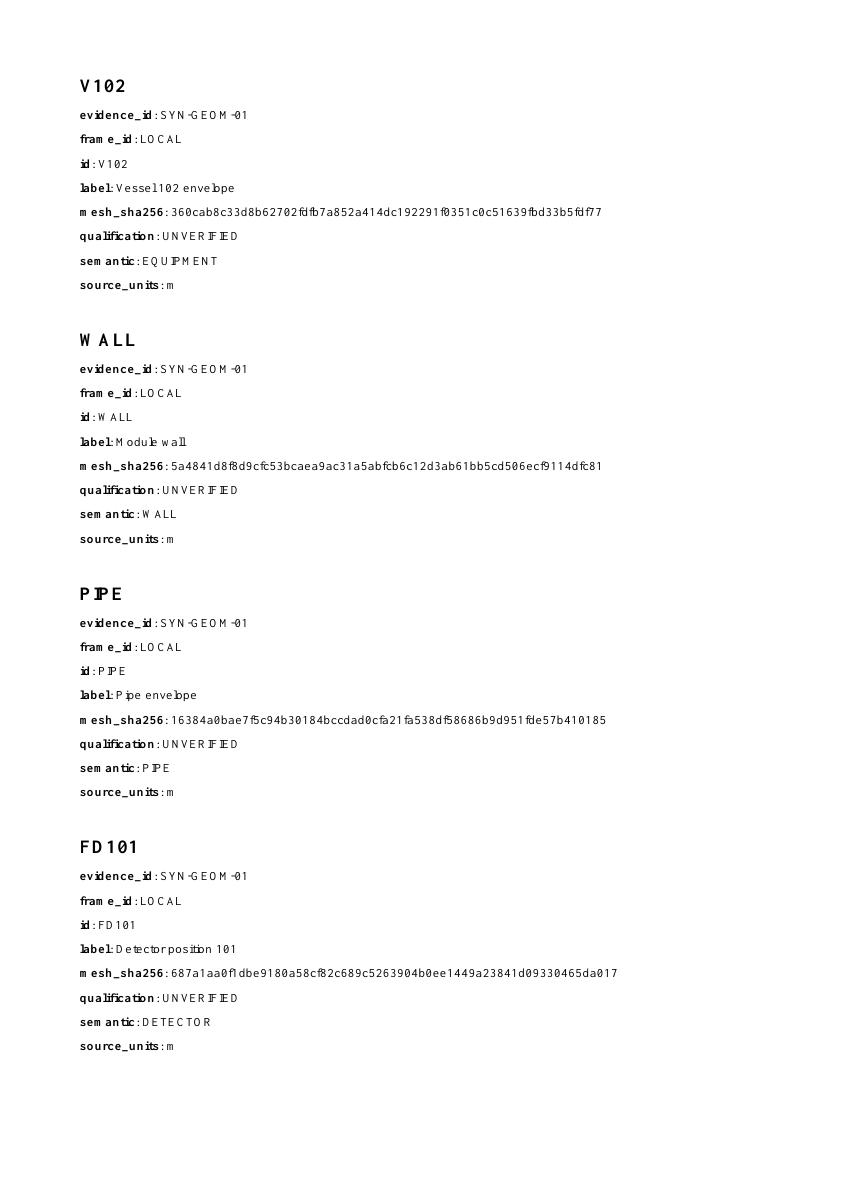 V102
evidence_id: SYN-GEOM-01
frame_id: LOCAL
id: V102
label: Vessel 102 envelope
mesh_sha256: 360cab8c33d8b62702fdfb7a852a414dc192291f0351c0c51639fbd33b5fdf77
qualification: UNVERIFIED
semantic: EQUIPMENT
source_units: m
WALL
evidence_id: SYN-GEOM-01
frame_id: LOCAL
id: WALL
label: Module wall
mesh_sha256: 5a4841d8f8d9cfc53bcaea9ac31a5abfcb6c12d3ab61bb5cd506ecf9114dfc81
qualification: UNVERIFIED
semantic: WALL
source_units: m
PIPE
evidence_id: SYN-GEOM-01
frame_id: LOCAL
id: PIPE
label: Pipe envelope
mesh_sha256: 16384a0bae7f5c94b30184bccdad0cfa21fa538df58686b9d951fde57b410185
qualification: UNVERIFIED
semantic: PIPE
source_units: m
FD101
evidence_id: SYN-GEOM-01
frame_id: LOCAL
id: FD101
label: Detector position 101
mesh_sha256: 687a1aa0f1dbe9180a58cf82c689c5263904b0ee1449a23841d09330465da017
qualification: UNVERIFIED
semantic: DETECTOR
source_units: m